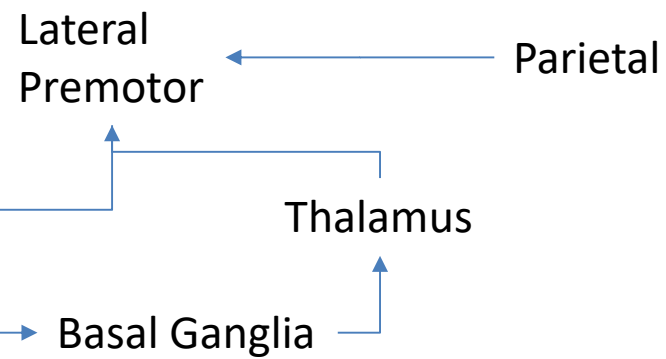 Lateral
Premotor
Parietal
Thalamus
Basal Ganglia